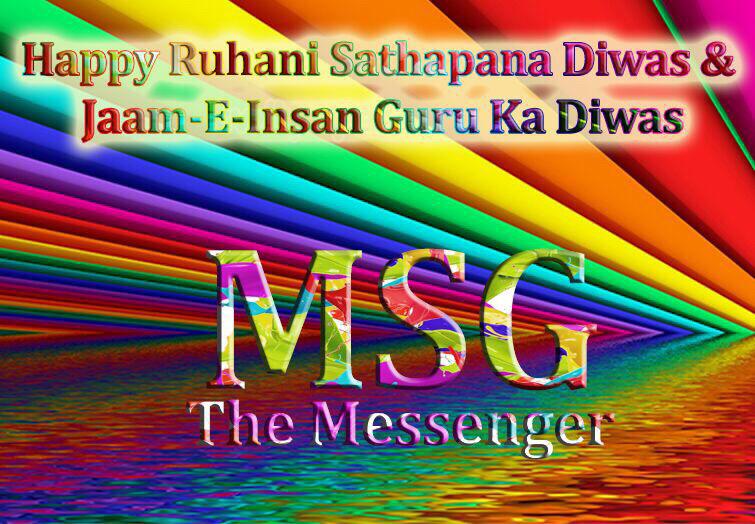 Happy Ruhani Sathapana Diwas &
Jaam-E-Insan Guru Ka Diwas
MSG
The Messenger